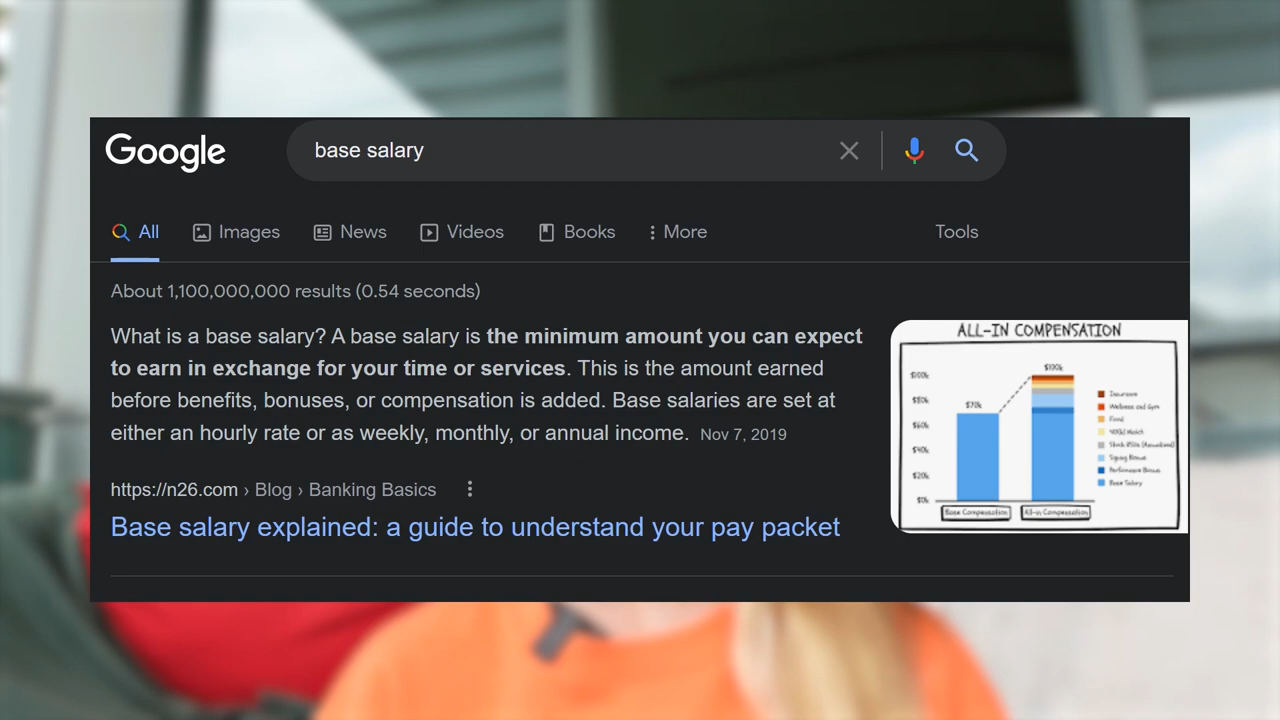 Google
base salary
All Images News Videos Books More Tools
About 1,100,000,000 results (0.54 seconds)
What is a base salary? A base salary is the minimum amount you can expect
to earn in exchange for your time or services. This is the amount earned
before benefits, bonuses, or compensation is added. Base salaries are set at
either an hourly rate or as weekly, monthly, or annual income. Nov 7, 2019
https://n26.com › Blog › Banking Basics
Base salary explained: a guide to understand your pay packet
ALL-IN COMPENSATION
$100k
$100k
$80k
$70k
$60k
$40k
$20k
$0k
Insurance
Wellness and Gym
Food
401(k) Match
Signing Bonus
Performance Bonus
Base Salary
Base Compensation
All-in Compensation